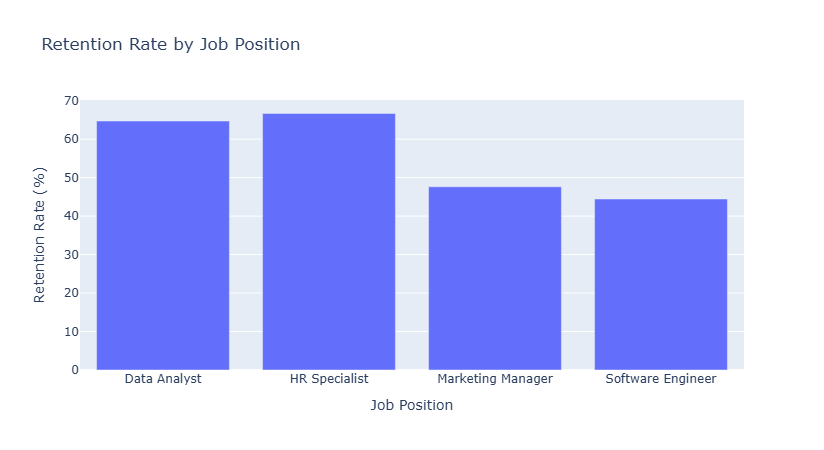 Retention Rate by Job Position
Retention Rate (%)
70
60
50
40
30
20
10
0
Data Analyst
HR Specialist
Marketing Manager
Software Engineer
Job Position